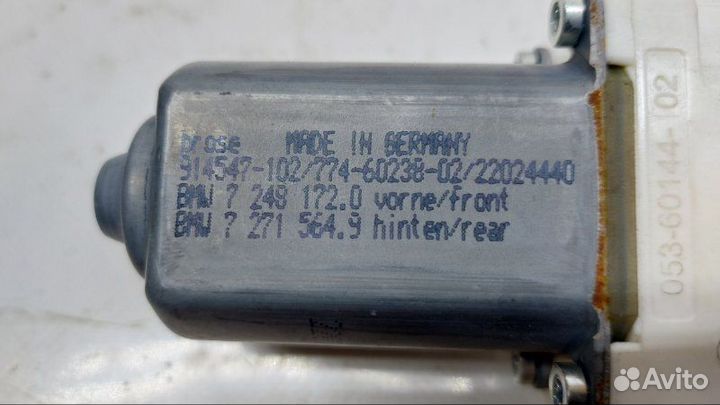 brose MADE IN GERMANY
914547-102/774-60238-02/22024440
BMW 7 248 172.0 vorne/front
BMW 7 271 564.9 hinten/rear
053-60144-102
Avito